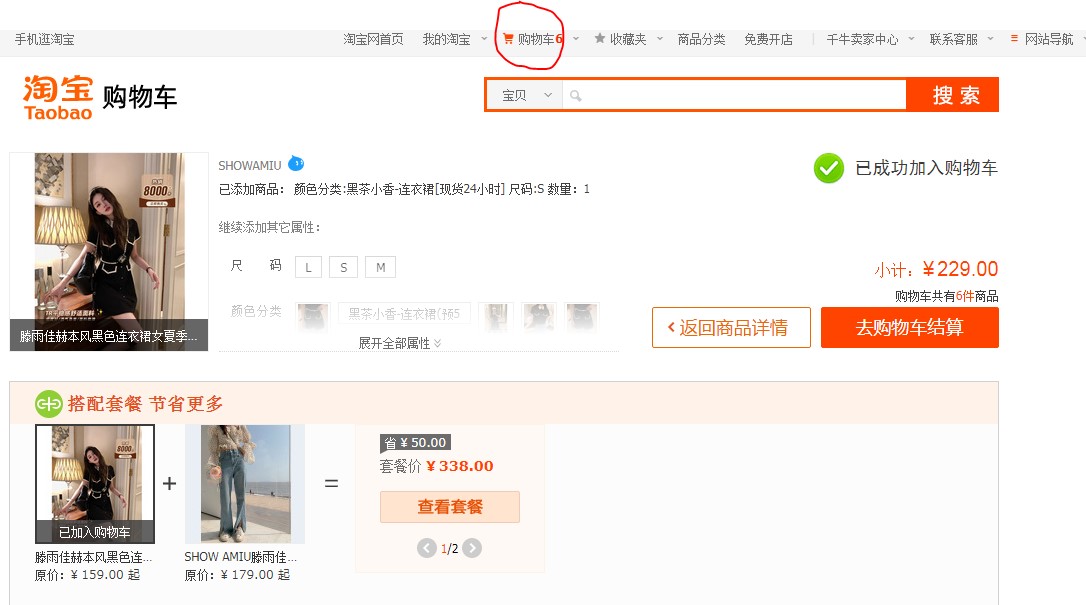 手机逛淘宝 淘宝网首页 我的淘宝 购物车6 收藏夹 商品分类 免费开店 千牛卖家中心 联系客服 网站导航
淘宝
Taobao
购物车
宝贝
搜 索
SHOWAMIU
已添加商品： 颜色分类:黑茶小香-连衣裙[现货24小时] 尺码:S 数量：1
已成功加入购物车
继续添加其它属性：
尺 码 L S M
颜色分类 黑茶小香-连衣裙(预5
展开全部属性
8000
滕雨佳赫本风黑色连衣裙女夏季...
小计：¥229.00
购物车共有6件商品
<返回商品详情
去购物车结算
搭配套餐 节省更多
8000
已加入购物车
+
=
滕雨佳赫本风黑色连...
原价：¥ 159.00 起
SHOW AMIU滕雨佳...
原价：¥ 179.00 起
省 ¥ 50.00
套餐价 ¥ 338.00
查看套餐
1/2